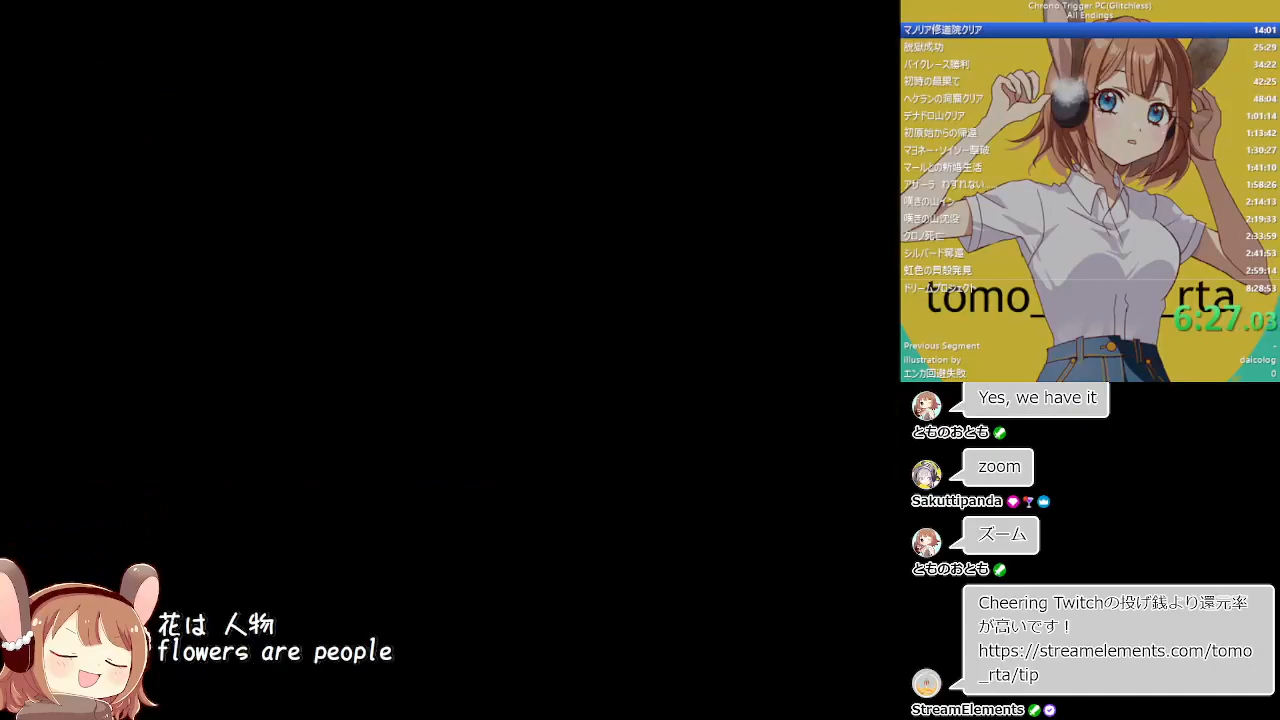 Chrono Trigger PC(Glitchless)
All Endings
マノリア修道院クリア 14:01
脱獄成功 25:29
バイクレース勝利 34:22
初時の最果て 42:25
ヘケランの洞窟クリア 48:04
デナドロ山クリア 1:01:14
初原始からの帰還 1:13:42
マヨネー・ソイソー撃破 1:30:27
マールとの新婚生活 1:41:10
アザーラ わすれない..... 1:58:26
嘆きの山イン 2:14:13
嘆きの山沈没 2:19:33
クロノ死亡 2:33:59
シルバード奪還 2:41:53
虹色の貝殻発見 2:59:14
ドリームプロジェクト 8:28:53
tomo_ _rta
6:27.03
Previous Segment -
Illustration by daicolog
エンカ回避失敗 0
Yes, we have it
とものおとも
zoom
Sakuttipanda
ズーム
とものおとも
Cheering Twitchの投げ銭より還元率
が高いです！
https://streamelements.com/tomo
_rta/tip
StreamElements
花は 人物
flowers are people